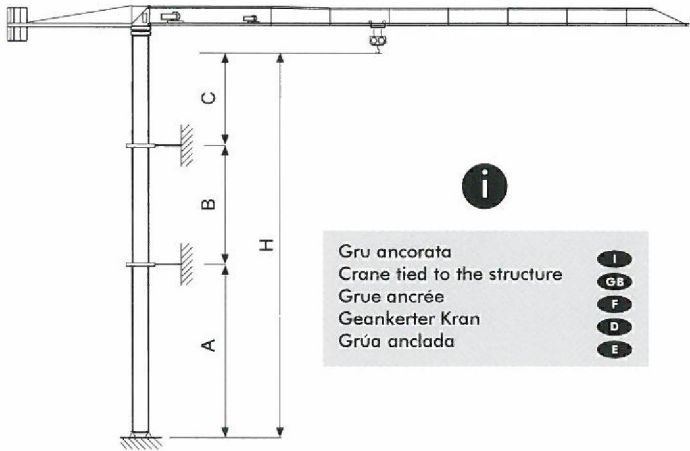 C
B
H
A
i
Gru ancorata I
Crane tied to the structure GB
Grue ancrée F
Geankerter Kran D
Grúa anclada E